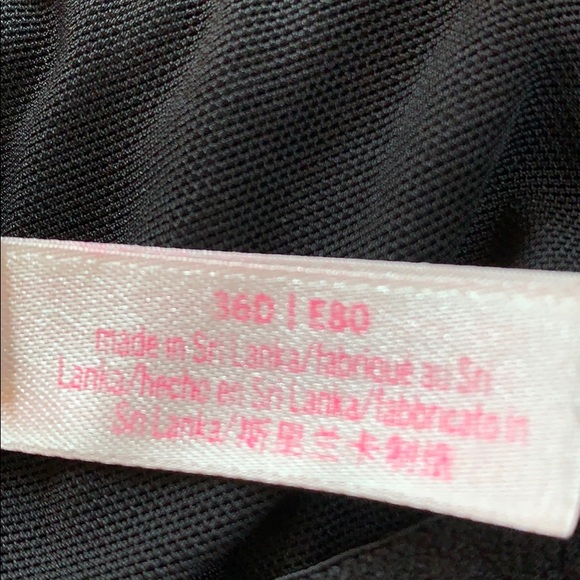 36D | E80
made in Sri Lanka/fabriqué au Sri
Lanka/hecho en Sri Lanka/fabbricato in
Sri Lanka/斯里兰卡制造